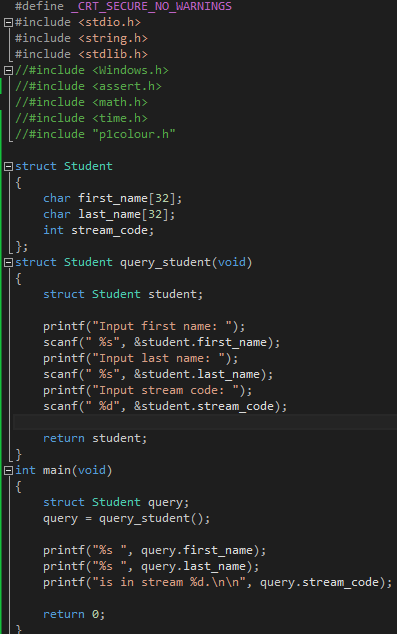 #define _CRT_SECURE_NO_WARNINGS
#include <stdio.h>
#include <string.h>
#include <stdlib.h>
//#include <Windows.h>
//#include <assert.h>
//#include <math.h>
//#include <time.h>
//#include "p1colour.h"

struct Student
{
    char first_name[32];
    char last_name[32];
    int stream_code;
};
struct Student query_student(void)
{
    struct Student student;

    printf("Input first name: ");
    scanf(" %s", &student.first_name);
    printf("Input last name: ");
    scanf(" %s", &student.last_name);
    printf("Input stream code: ");
    scanf(" %d", &student.stream_code);

    return student;
}
int main(void)
{
    struct Student query;
    query = query_student();

    printf("%s ", query.first_name);
    printf("%s ", query.last_name);
    printf("is in stream %d.\n\n", query.stream_code);

    return 0;
}